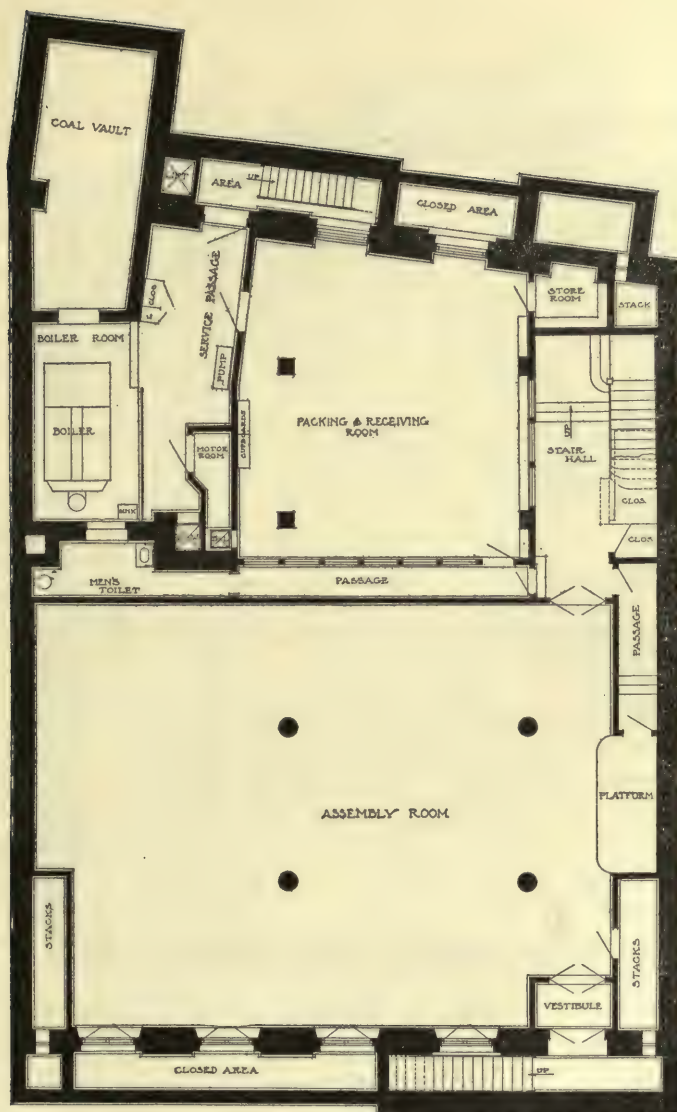 COAL VAULT
LIFT
AREA
UP
CLOSED AREA
BOILER ROOM
BOILER
CLOS
SERVICE PASSAGE
PUMP
CUPBOARDS
MOTOR
ROOM
PACKING & RECEIVING
ROOM
STORE
ROOM
STACK
UP
STAIR
HALL
CLOS.
CLOS.
MEN'S
TOILET
PASSAGE
PASSAGE
PLATFORM
ASSEMBLY ROOM
STACKS
STACKS
VESTIBULE
CLOSED AREA
UP